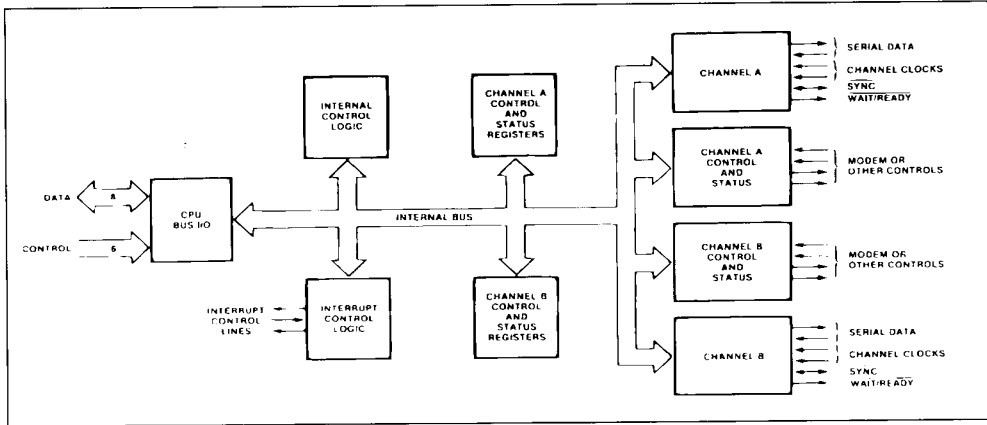 INTERNAL
CONTROL
LOGIC
CHANNEL A
CONTROL
AND
STATUS
REGISTERS
CHANNEL A
SERIAL DATA
CHANNEL CLOCKS
SYNC
WAIT/READY
CHANNEL A
CONTROL
AND
STATUS
MODEM OR
OTHER CONTROLS
DATA
8
CPU
BUS I/O
CONTROL
6
INTERNAL BUS
CHANNEL B
CONTROL
AND
STATUS
MODEM OR
OTHER CONTROLS
INTERRUPT
CONTROL
LINES
INTERRUPT
CONTROL
LOGIC
CHANNEL B
CONTROL
AND
STATUS
REGISTERS
CHANNEL B
SERIAL DATA
CHANNEL CLOCKS
SYNC
WAIT/READY